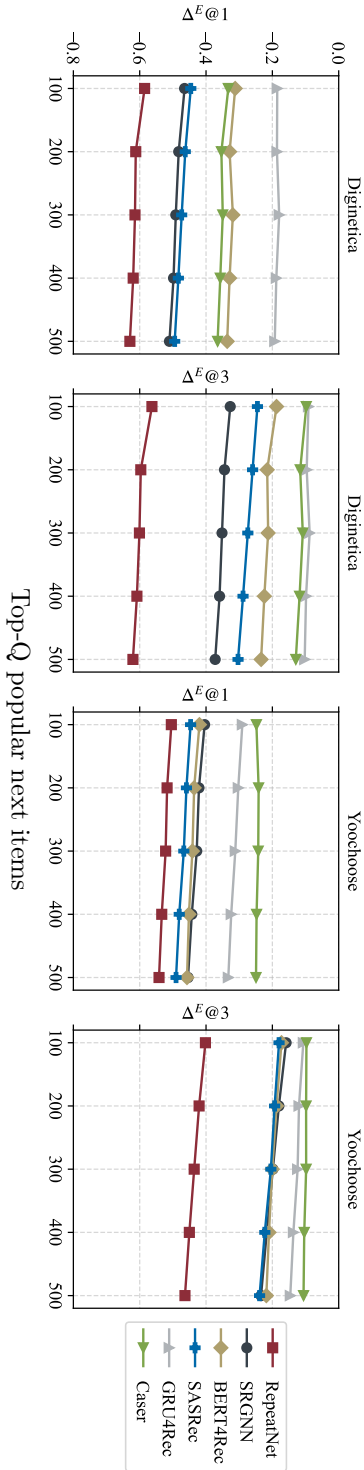 Diginetica
Δ^E@1
0.0
−0.2
−0.4
−0.6
−0.8
100 200 300 400 500
Diginetica
Δ^E@3
100 200 300 400 500
Yoochoose
Δ^E@1
100 200 300 400 500
Yoochoose
Δ^E@3
100 200 300 400 500
Top-Q popular next items
RepeatNet
SRGNN
BERT4Rec
SASRec
GRU4Rec
Caser